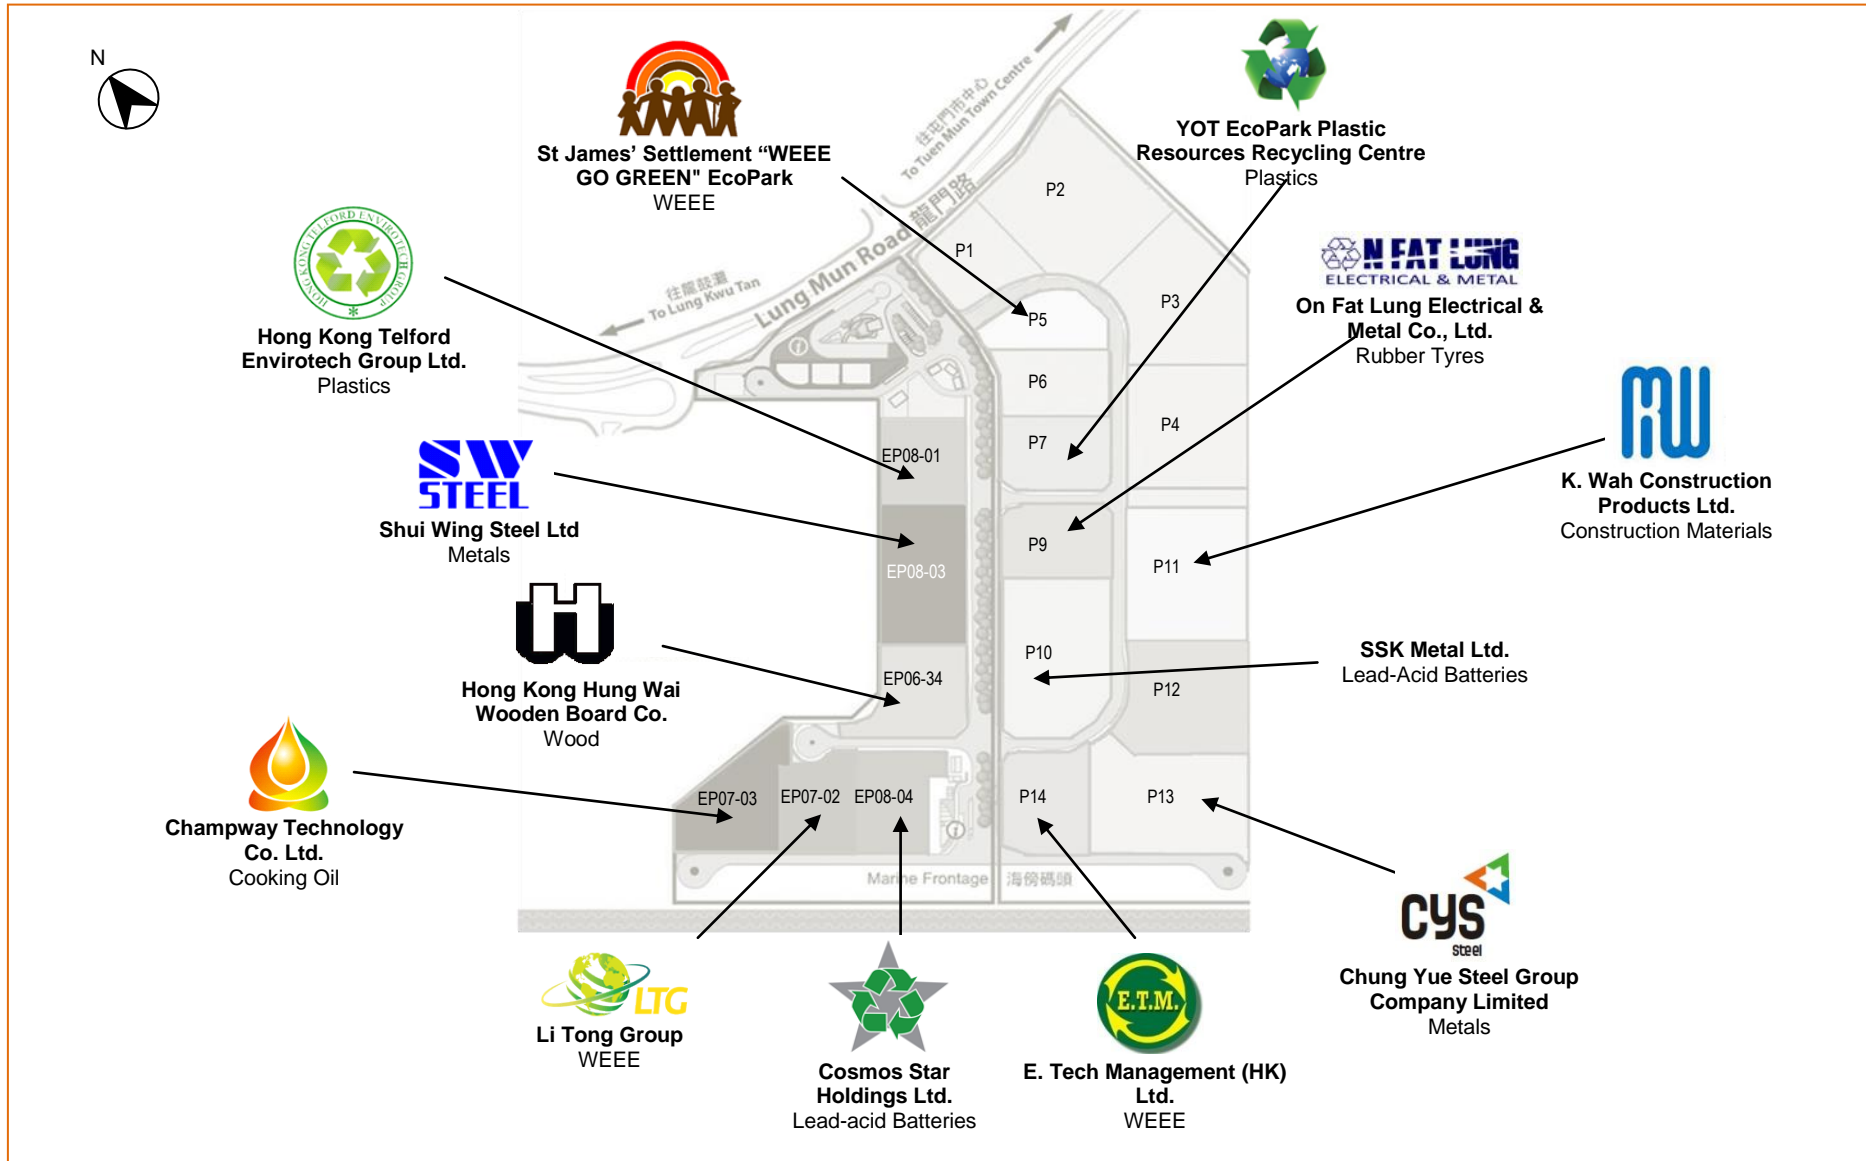 N
往屯門市中心
To Tuen Mun Town Centre
St James’ Settlement “WEEE
GO GREEN" EcoPark
WEEE
YOT EcoPark Plastic
Resources Recycling Centre
Plastics
HONG KONG TELFORD ENVIROTECH GROUP
Hong Kong Telford
Envirotech Group Ltd.
Plastics
往龍鼓灘
To Lung Kwu Tan
Lung Mun Road 龍門路
N FAT LUNG
ELECTRICAL & METAL
On Fat Lung Electrical &
Metal Co., Ltd.
Rubber Tyres
P1
P2
P3
P4
P5
P6
P7
P9
P10
P11
P12
P13
P14
EP08-01
EP08-03
EP06-34
EP07-03
EP07-02
EP08-04
SW
STEEL
Shui Wing Steel Ltd
Metals
K. Wah Construction
Products Ltd.
Construction Materials
Hong Kong Hung Wai
Wooden Board Co.
Wood
SSK Metal Ltd.
Lead-Acid Batteries
Champway Technology
Co. Ltd.
Cooking Oil
Marine Frontage 海傍碼頭
LTG
Li Tong Group
WEEE
Cosmos Star
Holdings Ltd.
Lead-acid Batteries
E.T.M.
E. Tech Management (HK)
Ltd.
WEEE
CYS
Steel
Chung Yue Steel Group
Company Limited
Metals